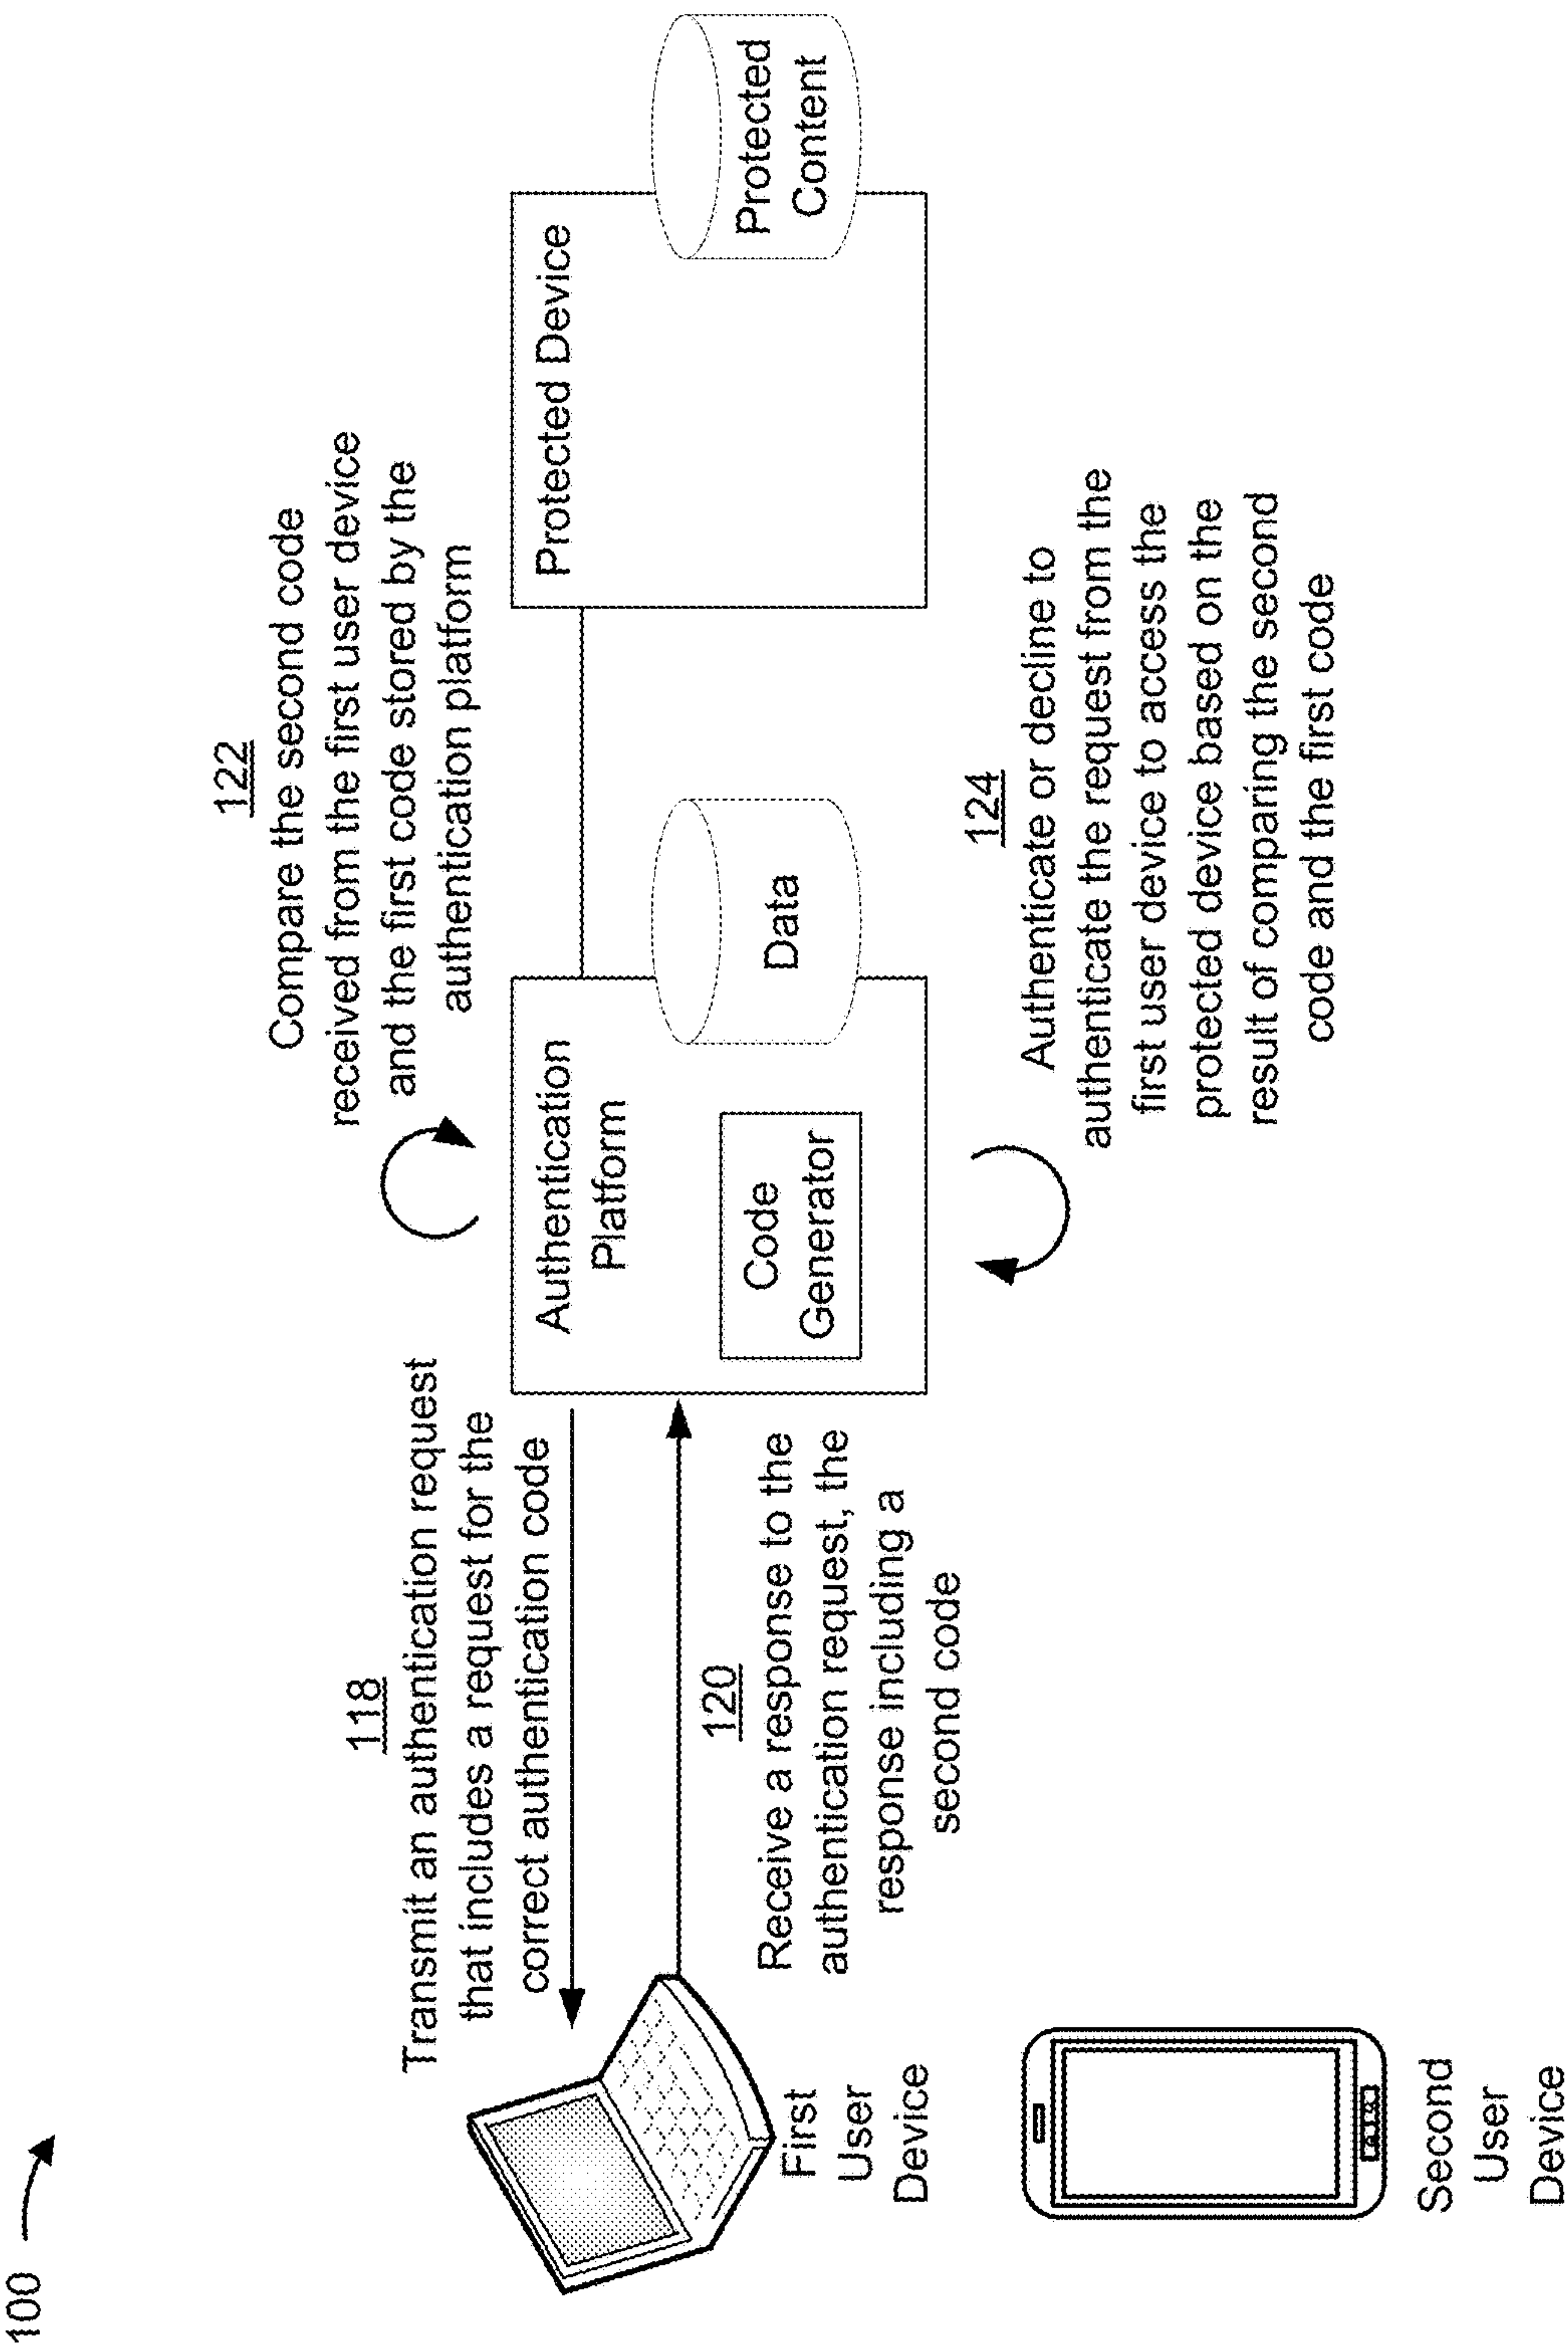 100
118
Transmit an authentication request
that includes a request for the
correct authentication code
120
Receive a response to the
authentication request, the
response including a
second code
First
User
Device
Second
User
Device
122
Compare the second code
received from the first user device
and the first code stored by the
authentication platform
Authentication
Platform
Code
Generator
Data
124
Authenticate or decline to
authenticate the request from the
first user device to access the
protected device based on the
result of comparing the second
code and the first code
Protected Device
Protected
Content